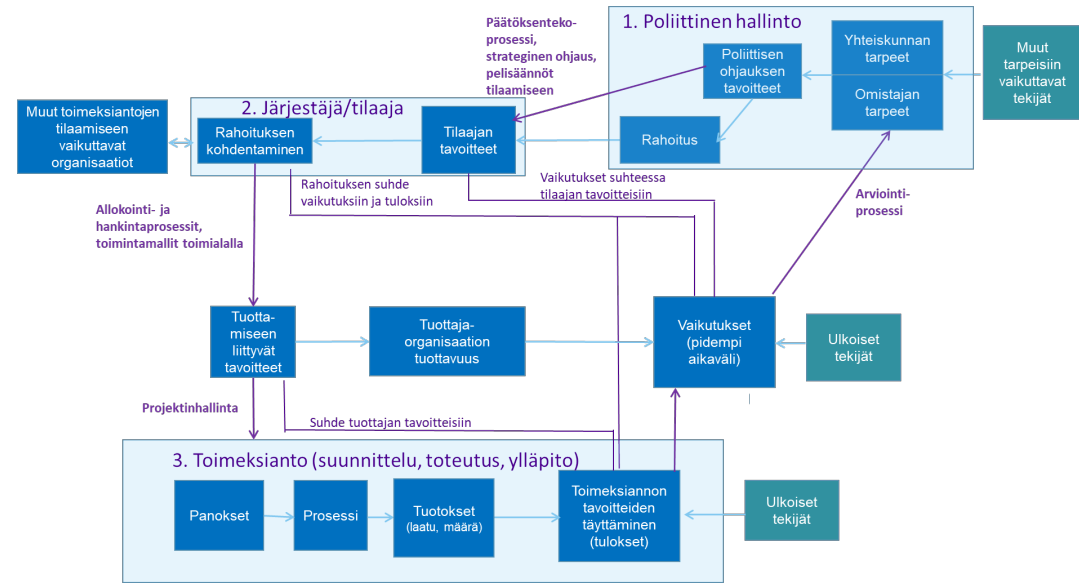 1. Poliittinen hallinto
Päätöksenteko-
prosessi,
strateginen ohjaus,
pelisäännöt
tilaamiseen
Poliittisen
ohjauksen
tavoitteet
Yhteiskunnan
tarpeet
Omistajan
tarpeet
Muut
tarpeisiin
vaikuttavat
tekijät
Rahoitus
2. Järjestäjä/tilaaja
Muut toimeksiantojen
tilaamiseen
vaikuttavat
organisaatiot
Rahoituksen
kohdentaminen
Tilaajan
tavoitteet
Rahoituksen suhde
vaikutuksiin ja tuloksiin
Vaikutukset suhteessa
tilaajan tavoitteisiin
Arviointi-
prosessi
Allokointi- ja
hankintaprosessit,
toimintamallit toimialalla
Tuotta-
miseen
liittyvät
tavoitteet
Tuottaja-
organisaation
tuottavuus
Vaikutukset
(pidempi
aikaväli)
Ulkoiset
tekijät
Projektinhallinta
Suhde tuottajan tavoitteisiin
3. Toimeksianto (suunnittelu, toteutus, ylläpito)
Panokset
Prosessi
Tuotokset
(laatu, määrä)
Toimeksiannon
tavoitteiden
täyttäminen
(tulokset)
Ulkoiset
tekijät